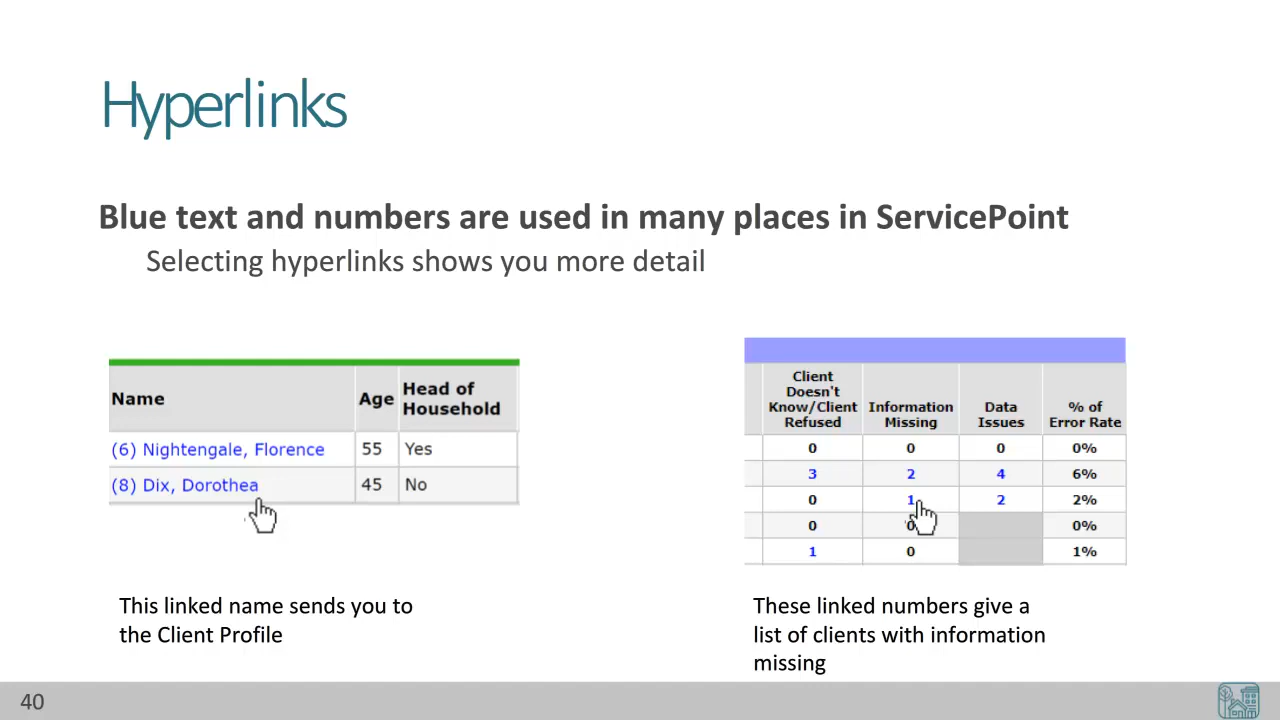 Hyperlinks
Blue text and numbers are used in many places in ServicePoint
Selecting hyperlinks shows you more detail
Name Age Head of
Household
(6) Nightengale, Florence 55 Yes
(8) Dix, Dorothea 45 No
This linked name sends you to
the Client Profile
Client
Doesn't
Know/Client Information Data % of
Refused Missing Issues Error Rate
0 0 0 0%
3 2 4 6%
0 1 2 2%
0 0 0%
1 0 1%
These linked numbers give a
list of clients with information
missing
40